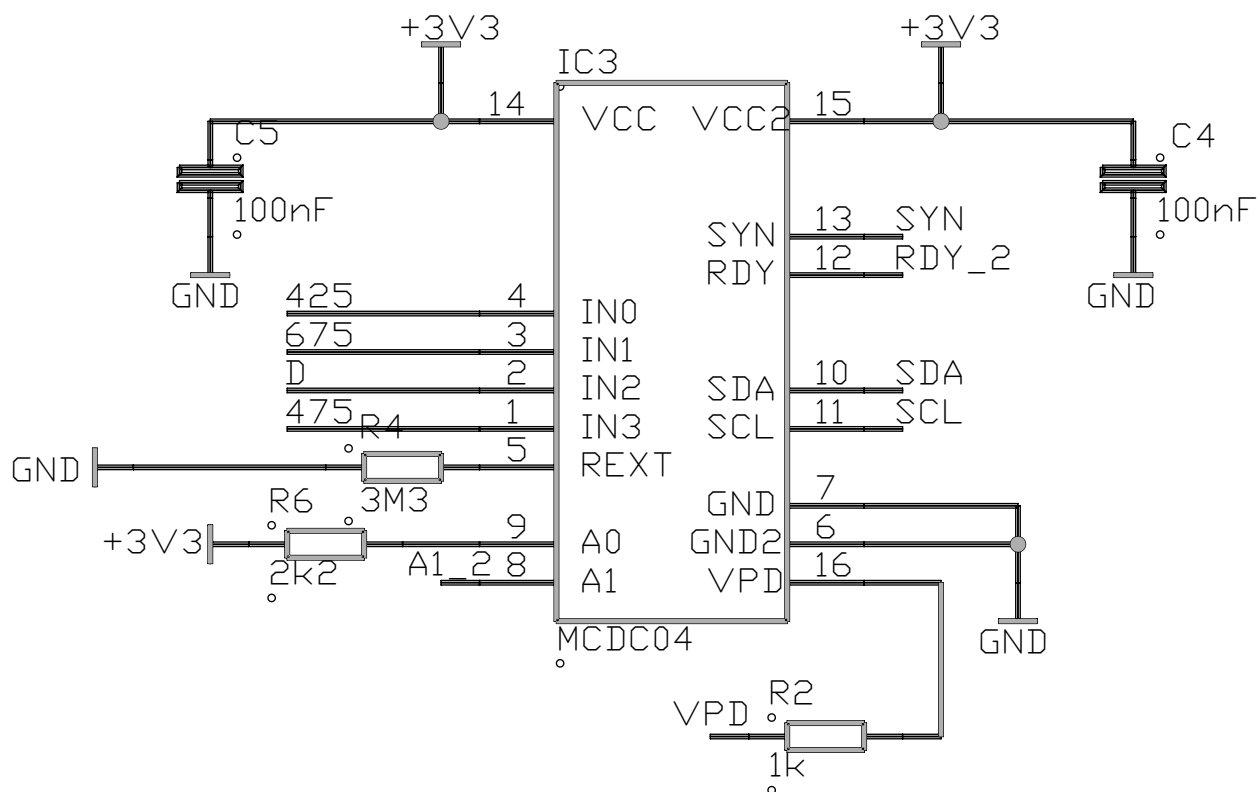 +3V3
+3V3
IC3
14
VCC
VCC2
15
C5
C4
100nF
100nF
SYN
13
SYN
RDY
12
RDY_2
GND
GND
425
4
IN0
675
3
IN1
D
2
IN2
SDA
10
SDA
475
1
IN3
SCL
11
SCL
R4
GND
5
REXT
3M3
GND
7
R6
+3V3
9
A0
GND2
6
2k2
A1_2
8
A1
VPD
16
MCDC04
GND
R2
VPD
1k